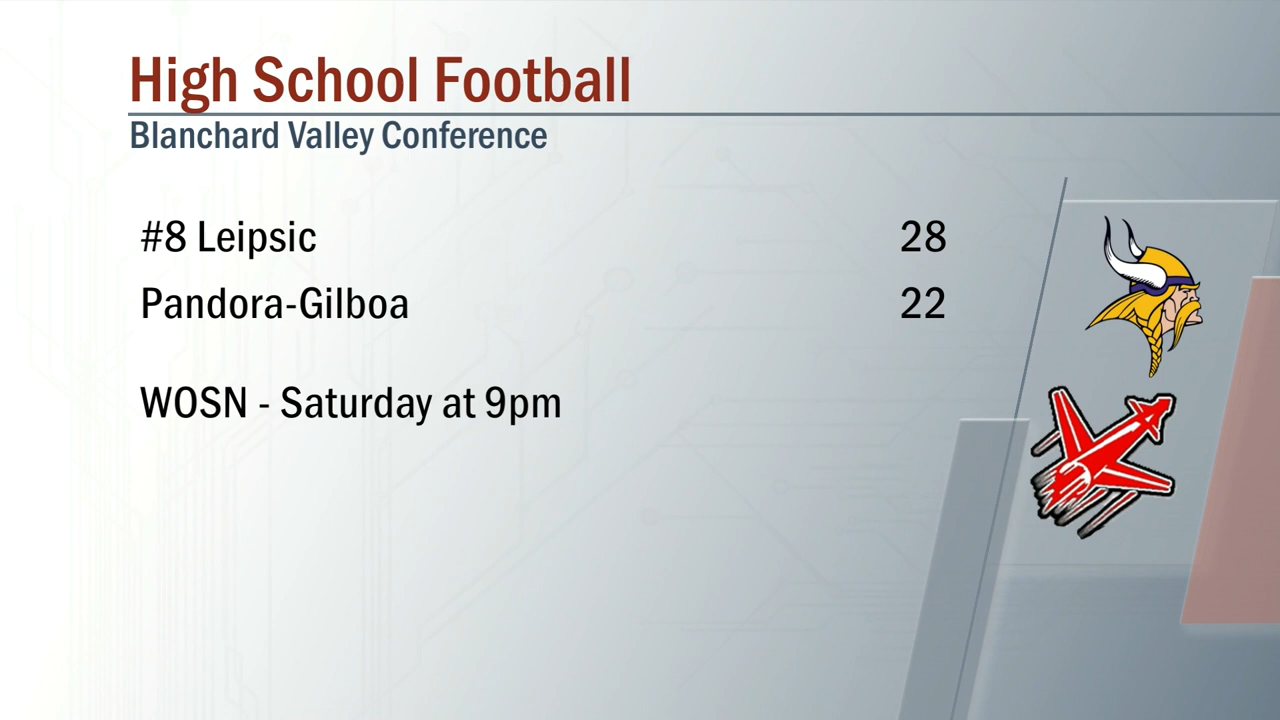 High School Football
Blanchard Valley Conference
#8 Leipsic 28
Pandora-Gilboa 22
WOSN - Saturday at 9pm